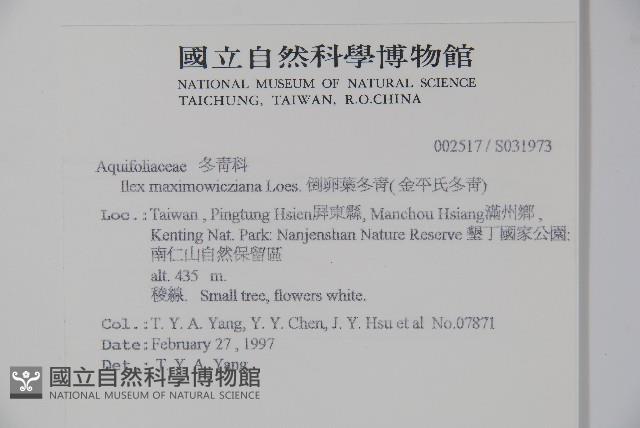 國立自然科學博物館
NATIONAL MUSEUM OF NATURAL SCIENCE
TAICHUNG, TAIWAN, R.O.CHINA
002517 / S031973
Aquifoliaceae 冬青科
Ilex maximowicziana Loes. 倒卵葉冬青( 金平氏冬青)
Loc.:Taiwan , Pingtung Hsien屏東縣, Manchou Hsiang滿州鄉 ,
Kenting Nat. Park: Nanjenshan Nature Reserve 墾丁國家公園:
南仁山自然保留區
alt. 435 m.
稜線. Small tree, flowers white.
Col.:T. Y. A. Yang, Y. Y. Chen, J. Y. Hsu et al No.07871
Date:February 27 , 1997
Det.:T. Y. A. Yang
國立自然科學博物館
NATIONAL MUSEUM OF NATURAL SCIENCE